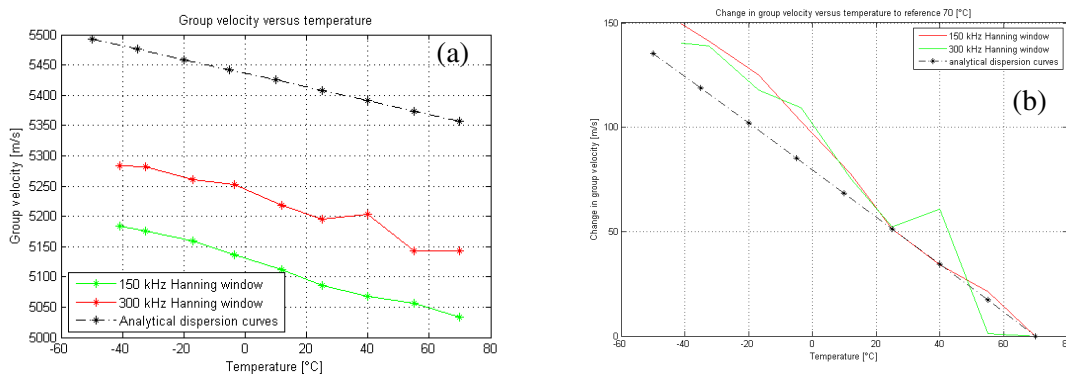 Group velocity versus temperature
(a)
Group velocity [m/s]
5500
5450
5400
5350
5300
5250
5200
5150
5100
5050
5000
150 kHz Hanning window
300 kHz Hanning window
Analytical dispersion curves
-60
-40
-20
0
20
40
60
80
Temperature [°C]
Change in group velocity versus temperature to reference 70 [°C]
150 kHz Hanning window
300 kHz Hanning window
analytical dispersion curves
(b)
Change in group velocity [m/s]
150
100
50
0
-60
-40
-20
0
20
40
60
80
Temperature [°C]